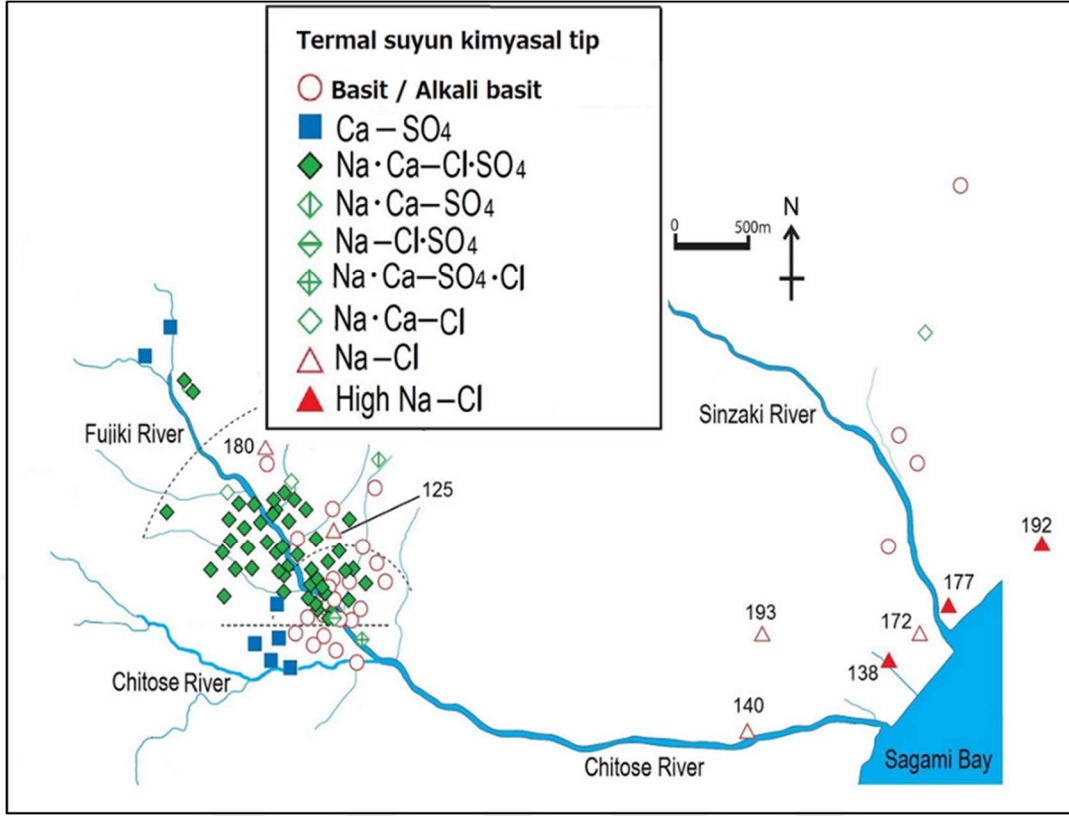 Termal suyun kimyasal tip
Basit / Alkali basit
Ca–SO4
Na·Ca–Cl·SO4
Na·Ca–SO4
Na–Cl·SO4
Na·Ca–SO4·Cl
Na·Ca–Cl
Na–Cl
High Na–Cl
0 500m
N
Fujiki River
180
125
Sinzaki River
192
177
193
172
138
Chitose River
140
Chitose River
Sagami Bay